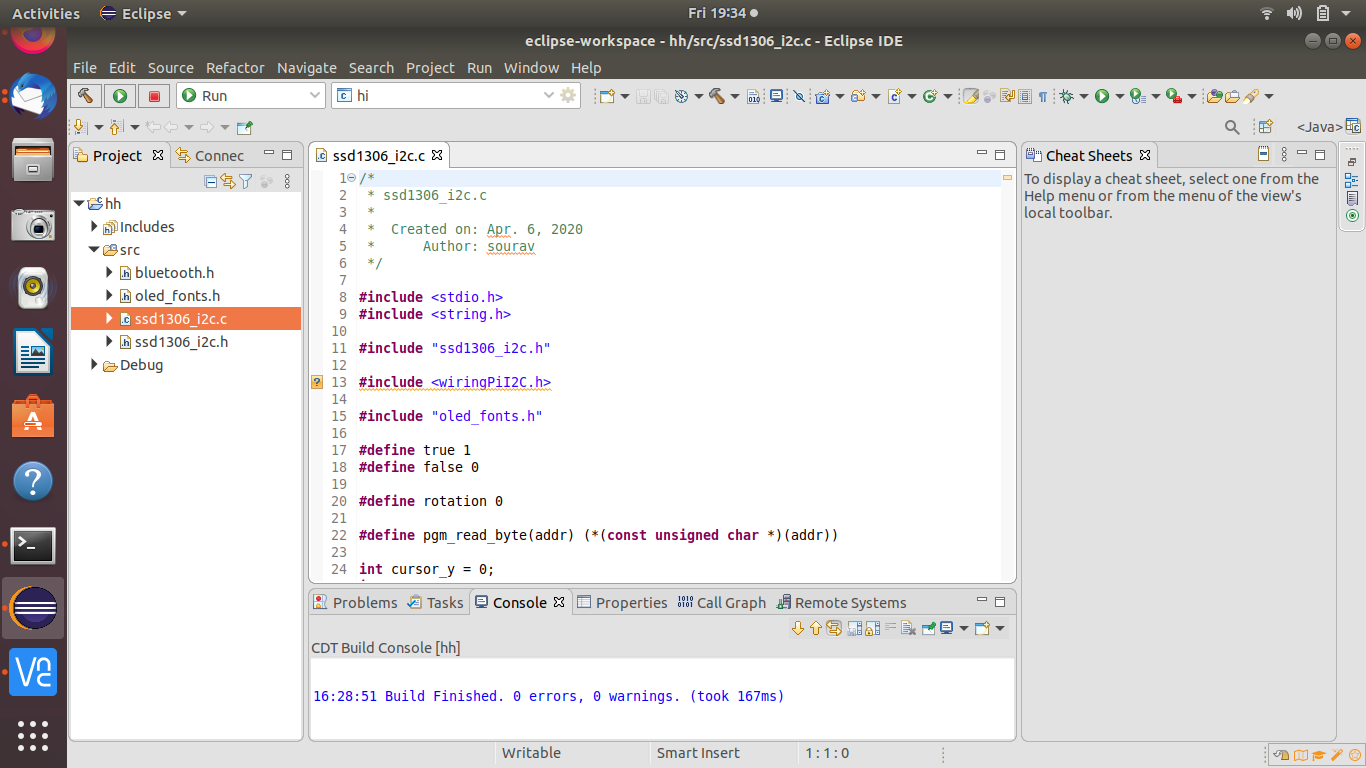 Activities Eclipse Fri 19:34
eclipse-workspace - hh/src/ssd1306_i2c.c - Eclipse IDE
File Edit Source Refactor Navigate Search Project Run Window Help
Run hi
<Java>
Project Connec
hh
Includes
src
bluetooth.h
oled_fonts.h
ssd1306_i2c.c
ssd1306_i2c.h
Debug
ssd1306_i2c.c
1 /*
2 * ssd1306_i2c.c
3 *
4 * Created on: Apr. 6, 2020
5 * Author: sourav
6 */
7
8 #include <stdio.h>
9 #include <string.h>
10
11 #include "ssd1306_i2c.h"
12
13 #include <wiringPiI2C.h>
14
15 #include "oled_fonts.h"
16
17 #define true 1
18 #define false 0
19
20 #define rotation 0
21
22 #define pgm_read_byte(addr) (*(const unsigned char *)(addr))
23
24 int cursor_y = 0;
Cheat Sheets
To display a cheat sheet, select one from the
Help menu or from the menu of the view's
local toolbar.
Problems Tasks Console Properties Call Graph Remote Systems
CDT Build Console [hh]
16:28:51 Build Finished. 0 errors, 0 warnings. (took 167ms)
Writable Smart Insert 1 : 1 : 0